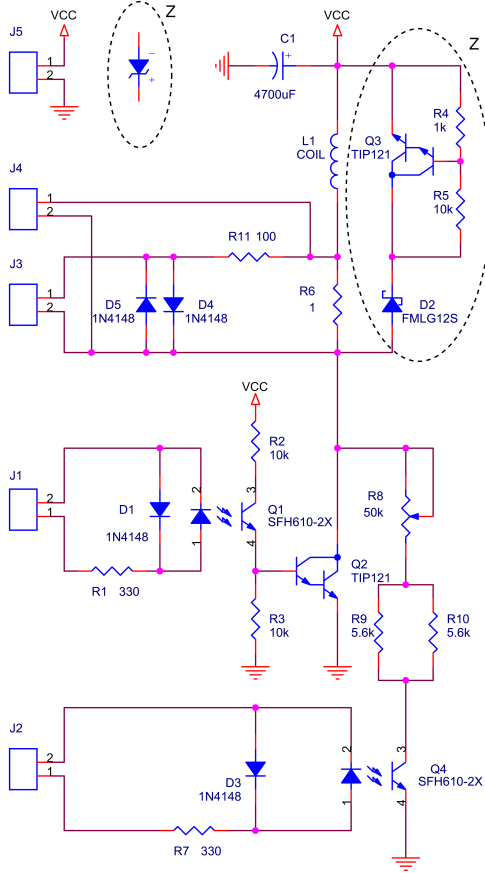 Z
J5
VCC
1
2
−
+
C1
+
4700uF
VCC
Z
L1
COIL
Q3
TIP121
R4
1k
R5
10k
J4
1
2
R11 100
J3
1
2
D5
1N4148
D4
1N4148
R6
1
D2
FMLG12S
VCC
R2
10k
J1
2
1
D1
1N4148
2
1
3
Q1
SFH610-2X
4
R8
50k
R1 330
Q2
TIP121
R3
10k
R9
5.6k
R10
5.6k
J2
2
1
D3
1N4148
2
1
3
Q4
SFH610-2X
4
R7 330